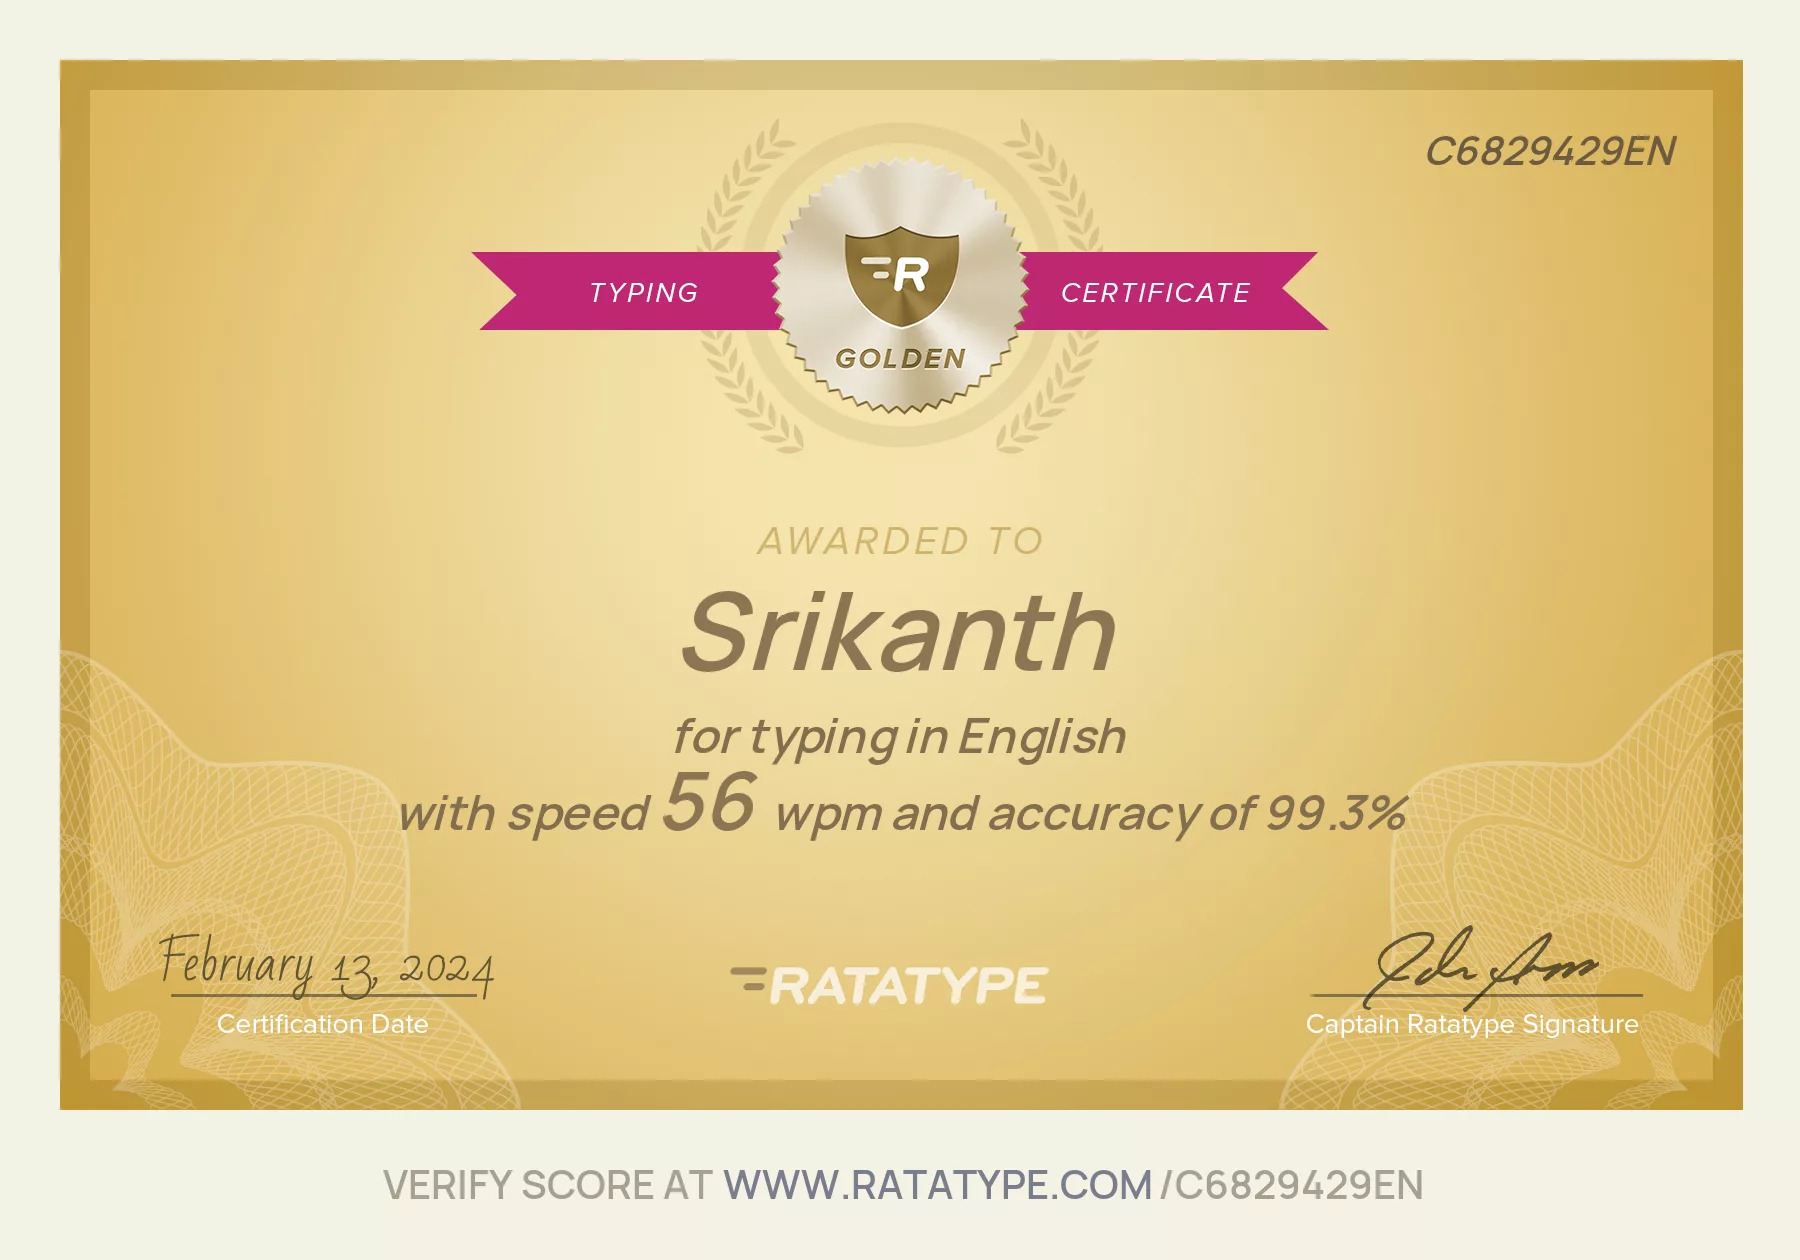 C6829429EN
TYPING
CERTIFICATE
R
GOLDEN
AWARDED TO
Srikanth
for typing in English
with speed 56 wpm and accuracy of 99.3%
February 13, 2024
Certification Date
RATATYPE
Captain Ratatype Signature
VERIFY SCORE AT WWW.RATATYPE.COM/C6829429EN